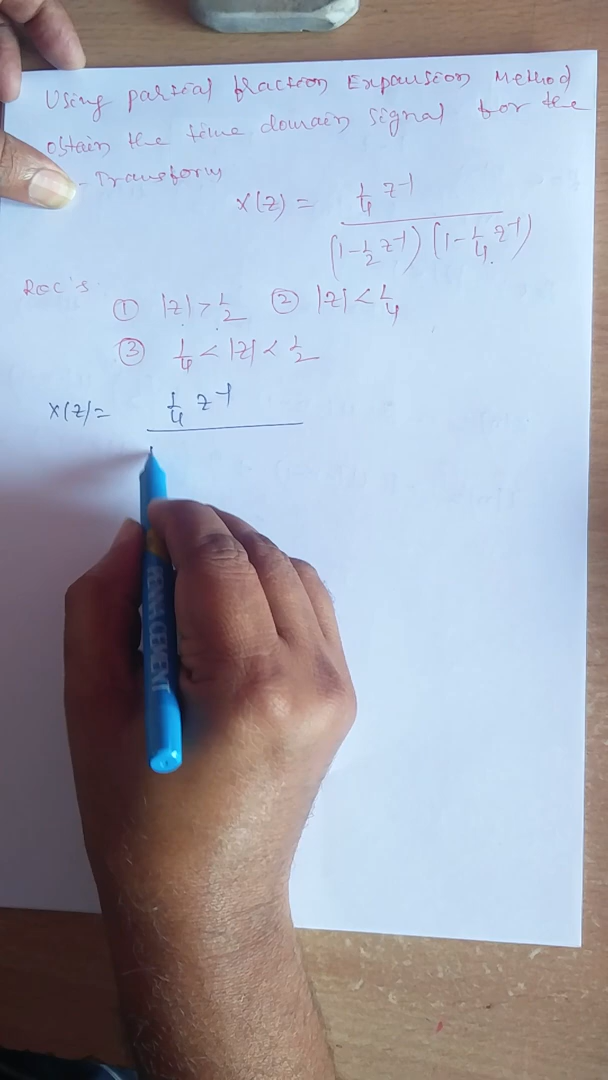 Using partial fraction Expansion Method
obtain the time domain signal for the
- Transform
X(z) = 1/4 z^-1 / (1-1/2 z^-1) (1-1/4 z^-1)
ROC's
① |z| > 1/2 ② |z| < 1/4
③ 1/4 < |z| < 1/2
X(z) = 1/4 z^-1
CEMENT